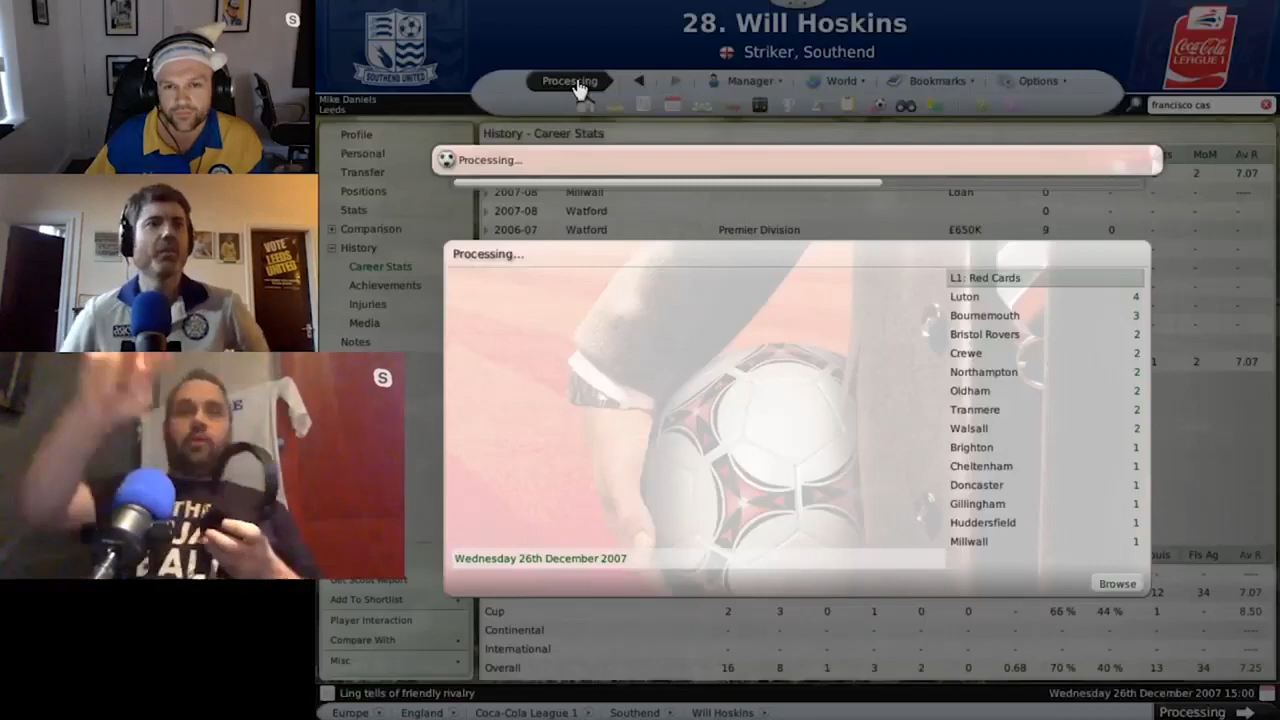 28. Will Hoskins
Striker, Southend
SOUTHEND UNITED
Coca-Cola
LEAGUE 1
Processing
Manager
World
Bookmarks
Options
Mike Daniels
Leeds
francisco cas
Profile
Personal
Transfer
Positions
Stats
Comparison
History
Career Stats
Achievements
Injuries
Media
Notes
History - Career Stats
MoM Av R
2 7.07
Processing...
2007-08 Millwall Loan 0 - - - ----
2007-08 Watford 0 - - -
2006-07 Watford Premier Division £650K 9 0 - - -
Processing...
L1: Red Cards
Luton 4
Bournemouth 3
Bristol Rovers 2
Crewe 2
Northampton 2
Oldham 2
Tranmere 2
Walsall 2
Brighton 1
Cheltenham 1
Doncaster 1
Gillingham 1
Huddersfield 1
Millwall 1
2 7.07
Wednesday 26th December 2007
Browse
VOTE
LEEDS
UNITED
THE
BALL
Fls Ag Av R
12 34 7.07
Add To Shortlist
Player Interaction
Compare With
Misc
Cup 2 3 0 1 0 0 - 66 % 44 % 1 - 8.50
Continental - - - - - - - - - - - ----
International - - - - - - - - - - - ----
Overall 16 8 1 3 2 0 0.68 70 % 40 % 13 34 7.25
Ling tells of friendly rivalry
Wednesday 26th December 2007 15:00
Europe England Coca-Cola League 1 Southend Will Hoskins
Processing